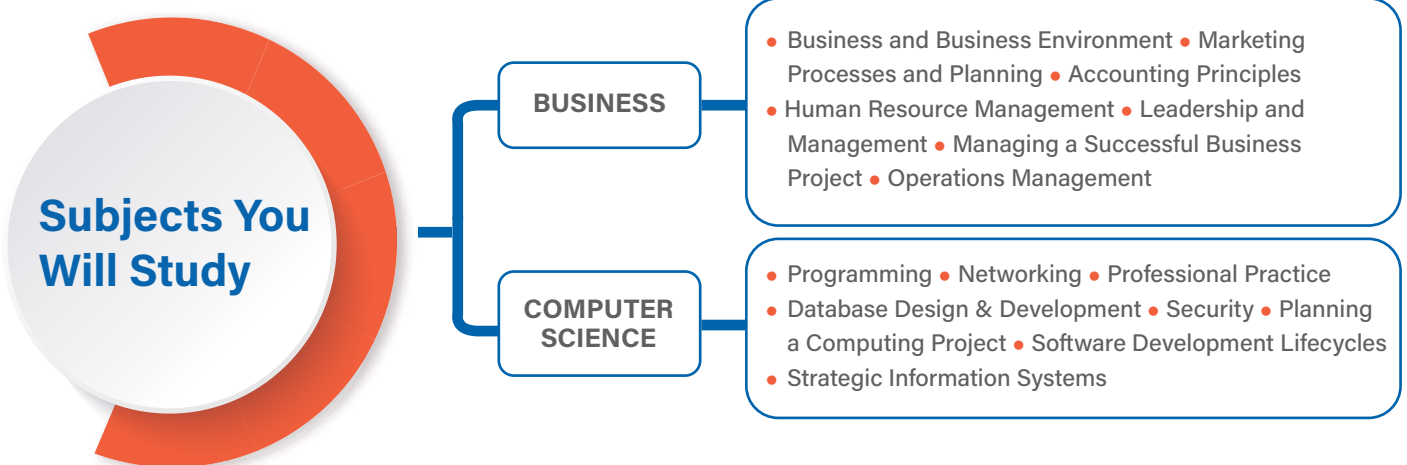 Subjects You
Will Study
BUSINESS
• Business and Business Environment • Marketing
Processes and Planning • Accounting Principles
• Human Resource Management • Leadership and
Management • Managing a Successful Business
Project • Operations Management
COMPUTER
SCIENCE
• Programming • Networking • Professional Practice
• Database Design & Development • Security • Planning
a Computing Project • Software Development Lifecycles
• Strategic Information Systems